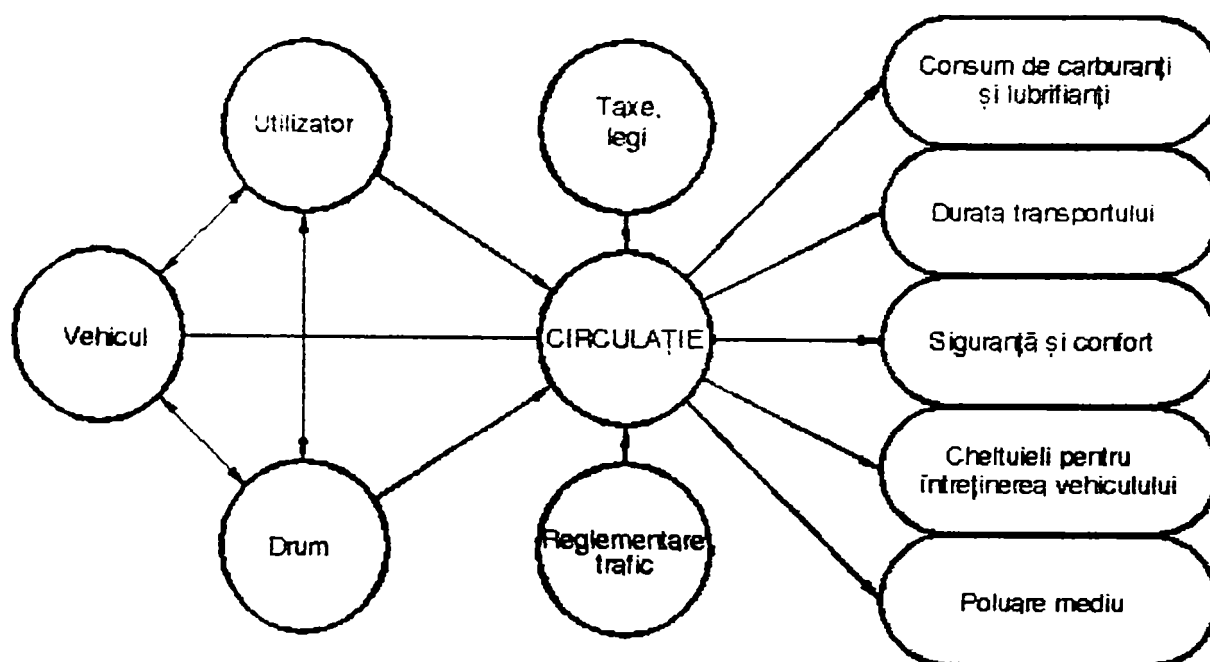 Utilizator
Taxe,
legi
Vehicul
CIRCULAȚIE
Drum
Reglementare
trafic
Consum de carburanți
și lubrifianți
Durata transportului
Siguranță și confort
Cheltuieli pentru
întreținerea vehiculului
Poluare mediu